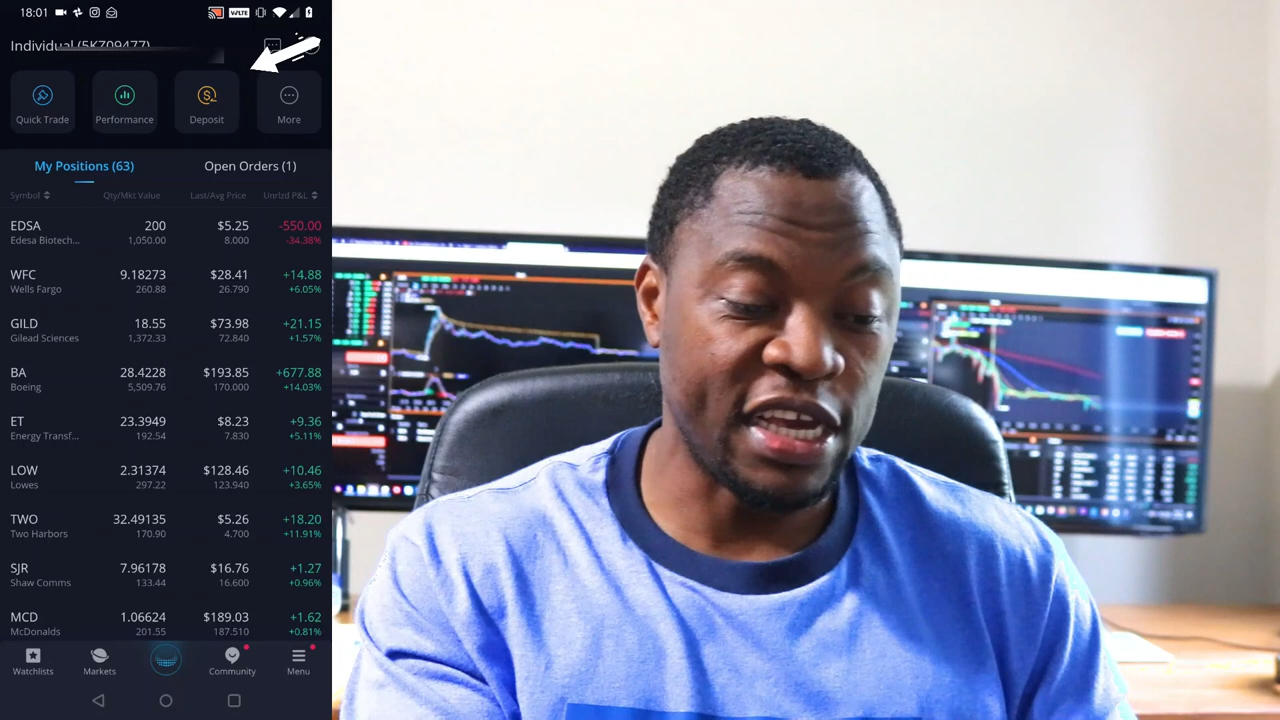 18:01 VoLTE
Individual (5KZ09477)
Quick Trade Performance Deposit More
My Positions (63) Open Orders (1)
Symbol Qty/Mkt Value Last/Avg Price Unrlzd P&L
EDSA 200 $5.25 -550.00
Edesa Biotech... 1,050.00 8.000 -34.38%
WFC 9.18273 $28.41 +14.88
Wells Fargo 260.88 26.790 +6.05%
GILD 18.55 $73.98 +21.15
Gilead Sciences 1,372.33 72.840 +1.57%
BA 28.4228 $193.85 +677.88
Boeing 5,509.76 170.000 +14.03%
ET 23.3949 $8.23 +9.36
Energy Transf... 192.54 7.830 +5.11%
LOW 2.31374 $128.46 +10.46
Lowes 297.22 123.940 +3.65%
TWO 32.49135 $5.26 +18.20
Two Harbors 170.90 4.700 +11.91%
SJR 7.96178 $16.76 +1.27
Shaw Comms 133.44 16.600 +0.96%
MCD 1.06624 $189.03 +1.62
McDonalds 201.55 187.510 +0.81%
Watchlists Markets Community Menu